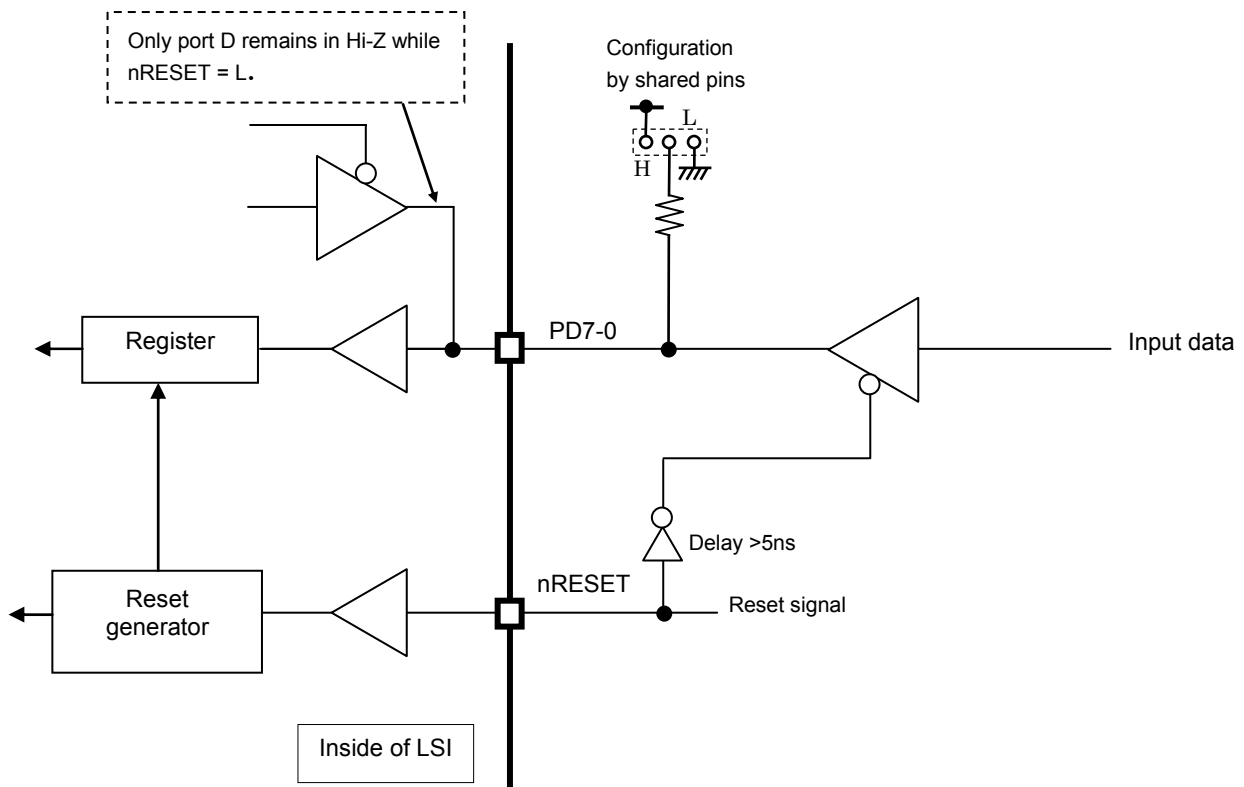 Only port D remains in Hi-Z while
nRESET = L.
Configuration
by shared pins
L
H
PD7-0
Register
Input data
Delay >5ns
nRESET
Reset signal
Reset
generator
Inside of LSI